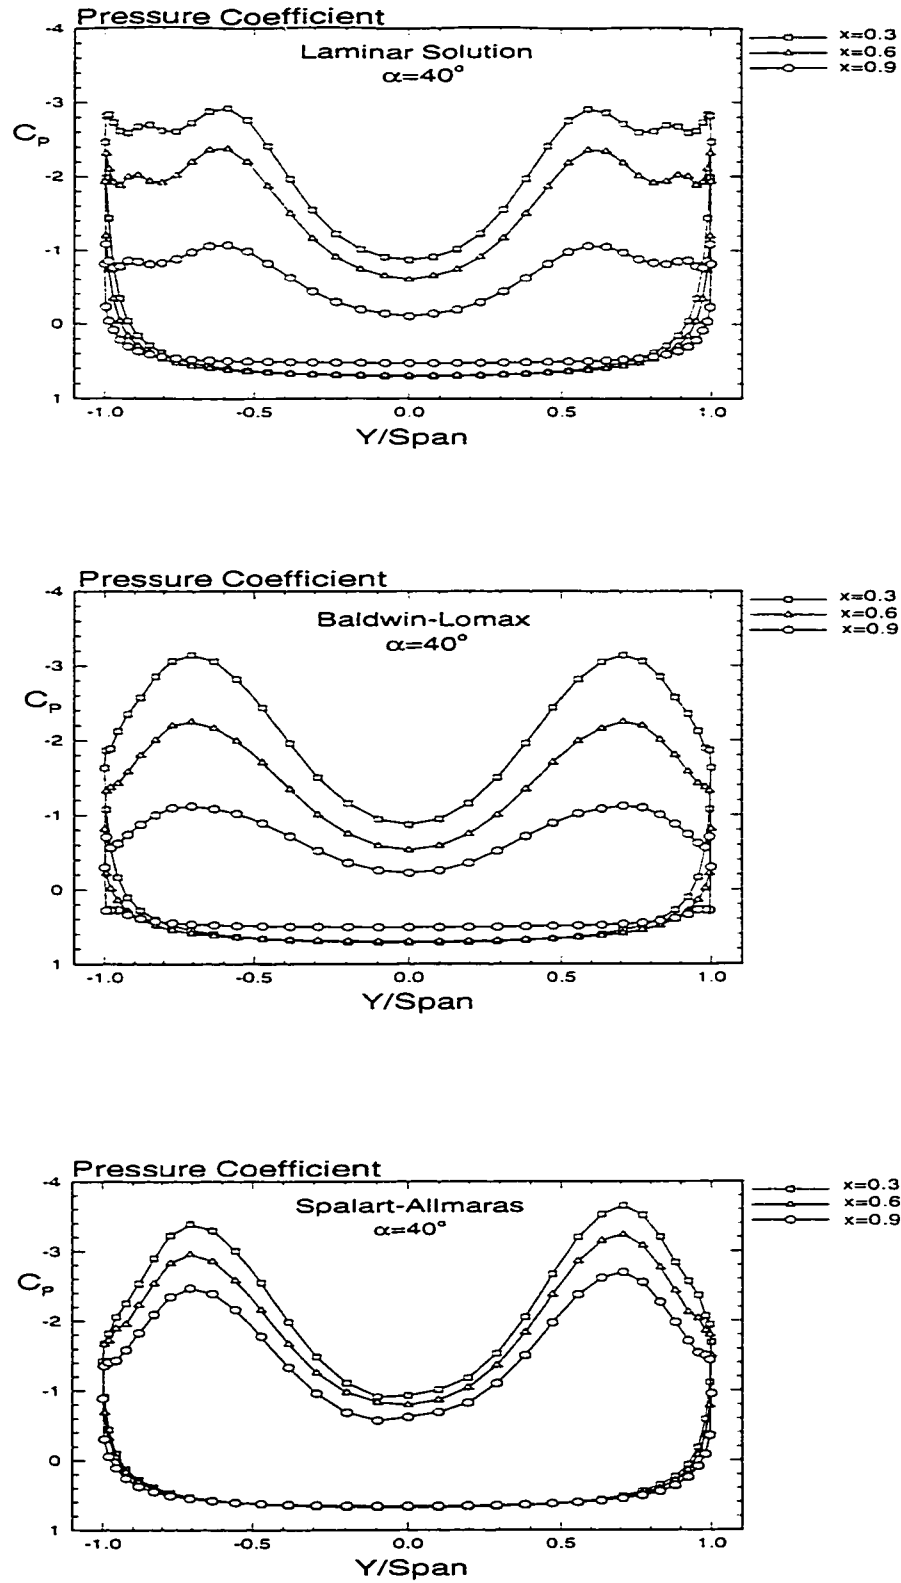 Pressure Coefficient
-4
Laminar Solution
α=40°
x=0.3
x=0.6
x=0.9
-3
Cp
-2
-1
0
1
-1.0 -0.5 0.0 0.5 1.0
Y/Span
Pressure Coefficient
-4
Baldwin-Lomax
α=40°
x=0.3
x=0.6
x=0.9
-3
Cp
-2
-1
0
1
-1.0 -0.5 0.0 0.5 1.0
Y/Span
Pressure Coefficient
-4
Spalart-Allmaras
α=40°
x=0.3
x=0.6
x=0.9
-3
Cp
-2
-1
0
1
-1.0 -0.5 0.0 0.5 1.0
Y/Span